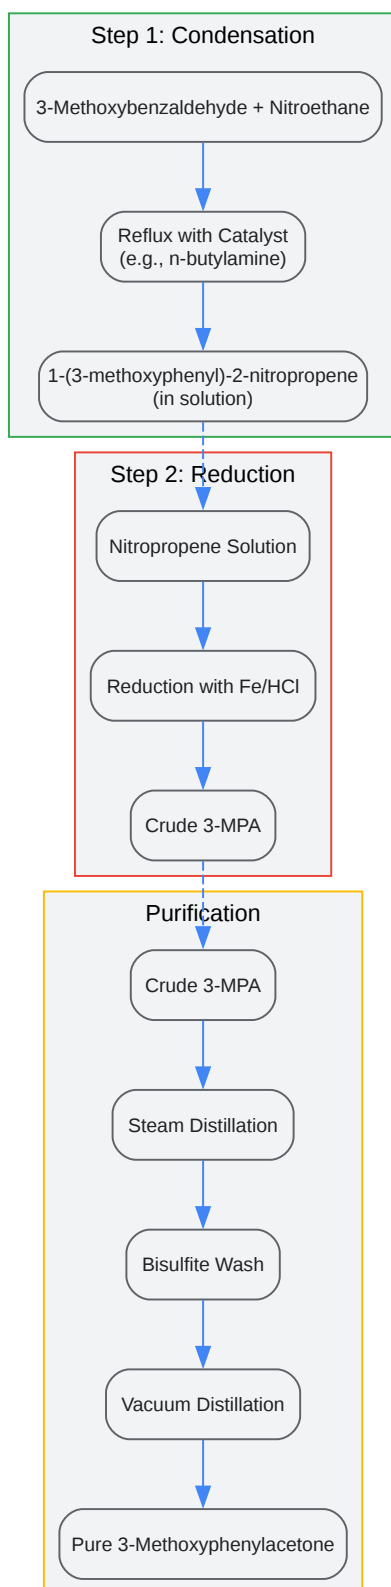 Step 1: Condensation
3-Methoxybenzaldehyde + Nitroethane
Reflux with Catalyst
(e.g., n-butylamine)
1-(3-methoxyphenyl)-2-nitropropene
(in solution)
Step 2: Reduction
Nitropropene Solution
Reduction with Fe/HCl
Crude 3-MPA
Purification
Crude 3-MPA
Steam Distillation
Bisulfite Wash
Vacuum Distillation
Pure 3-Methoxyphenylacetone